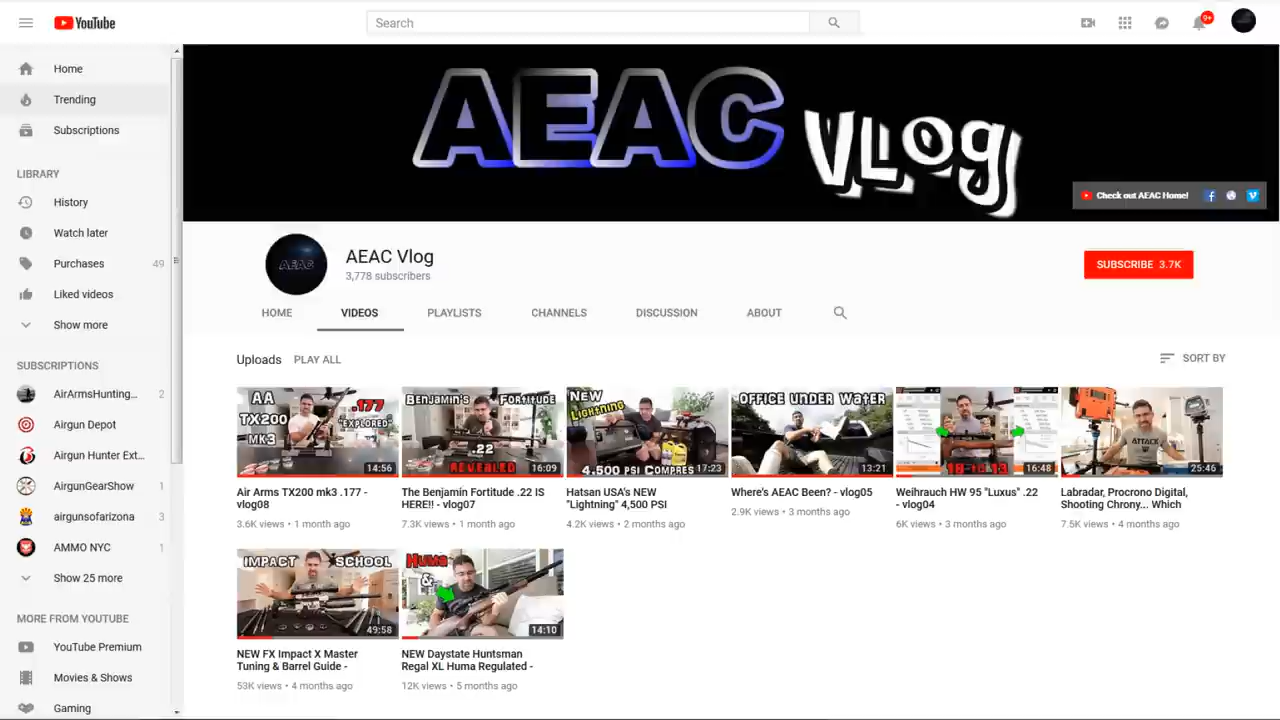 YouTube
Search
9+
Home
Trending
Subscriptions
LIBRARY
History
Watch later
Purchases 49
Liked videos
Show more
SUBSCRIPTIONS
AirArmsHunting... 2
Airgun Depot
Airgun Hunter Ext...
AirgunGearShow 1
airgunsofarizona 3
AMMO NYC 1
Show 25 more
MORE FROM YOUTUBE
YouTube Premium
Movies & Shows
Gaming
AEAC VLog
Check out AEAC Home!
AEAC
AEAC Vlog
3,778 subscribers
SUBSCRIBE 3.7K
HOME VIDEOS PLAYLISTS CHANNELS DISCUSSION ABOUT
Uploads PLAY ALL
SORT BY
AA
TX200
MK3
.177
"EXPLORED"
14:56
Air Arms TX200 mk3 .177 -
vlog08
3.6K views • 1 month ago
BENJAMIN'S FORTITUDE
.22
REVEALED
16:09
The Benjamin Fortitude .22 IS
HERE!! - vlog07
7.3K views • 1 month ago
NEW
Lightning
4,500 PSI COMPRES
17:23
Hatsan USA's NEW
"Lightning" 4,500 PSI
4.2K views • 2 months ago
OFFICE UNDER WATER
13:21
Where's AEAC Been? - vlog05
2.9K views • 3 months ago
18 to 13
16:48
Weihrauch HW 95 "Luxus" .22
- vlog04
6K views • 3 months ago
ATTACK
25:46
Labradar, Procrono Digital,
Shooting Chrony... Which
7.5K views • 4 months ago
IMPACT SCHOOL
49:58
NEW FX Impact X Master
Tuning & Barrel Guide -
53K views • 4 months ago
HUMA
&
14:10
NEW Daystate Huntsman
Regal XL Huma Regulated -
12K views • 5 months ago